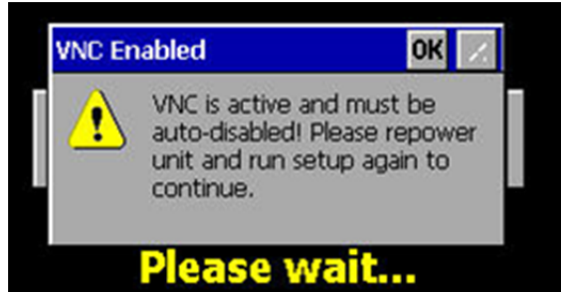 VNC Enabled OK
VNC is active and must be
auto-disabled! Please repower
unit and run setup again to
continue.
Please wait...